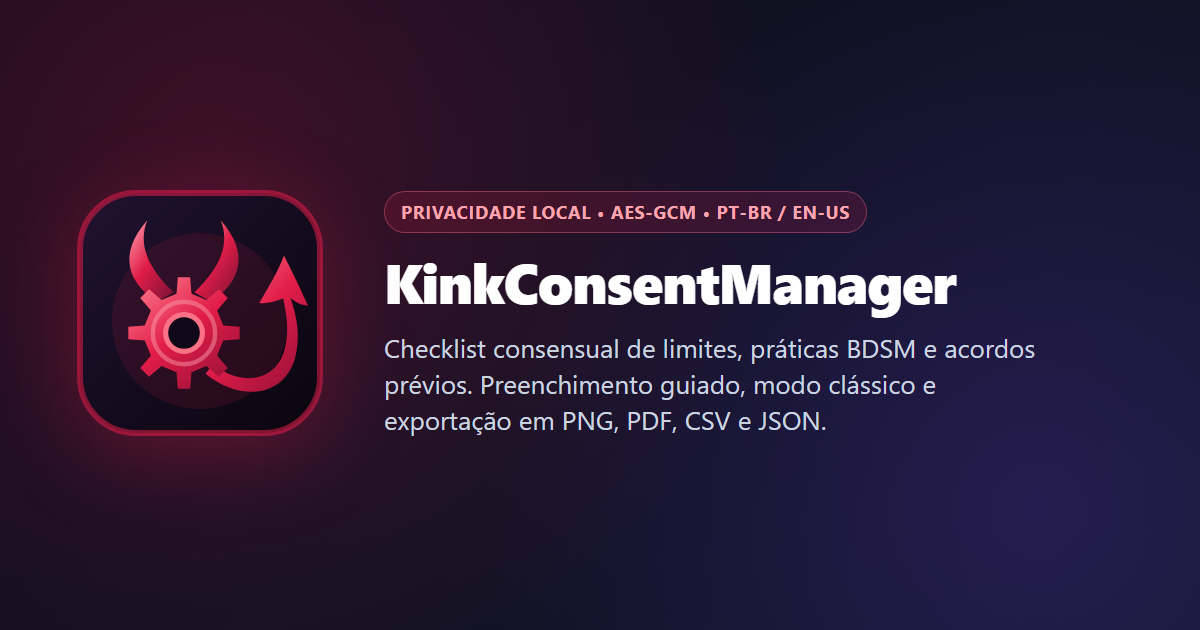 PRIVACIDADE LOCAL • AES-GCM • PT-BR / EN-US
KinkConsentManager
Checklist consensual de limites, práticas BDSM e acordos
prévios. Preenchimento guiado, modo clássico e
exportação em PNG, PDF, CSV e JSON.